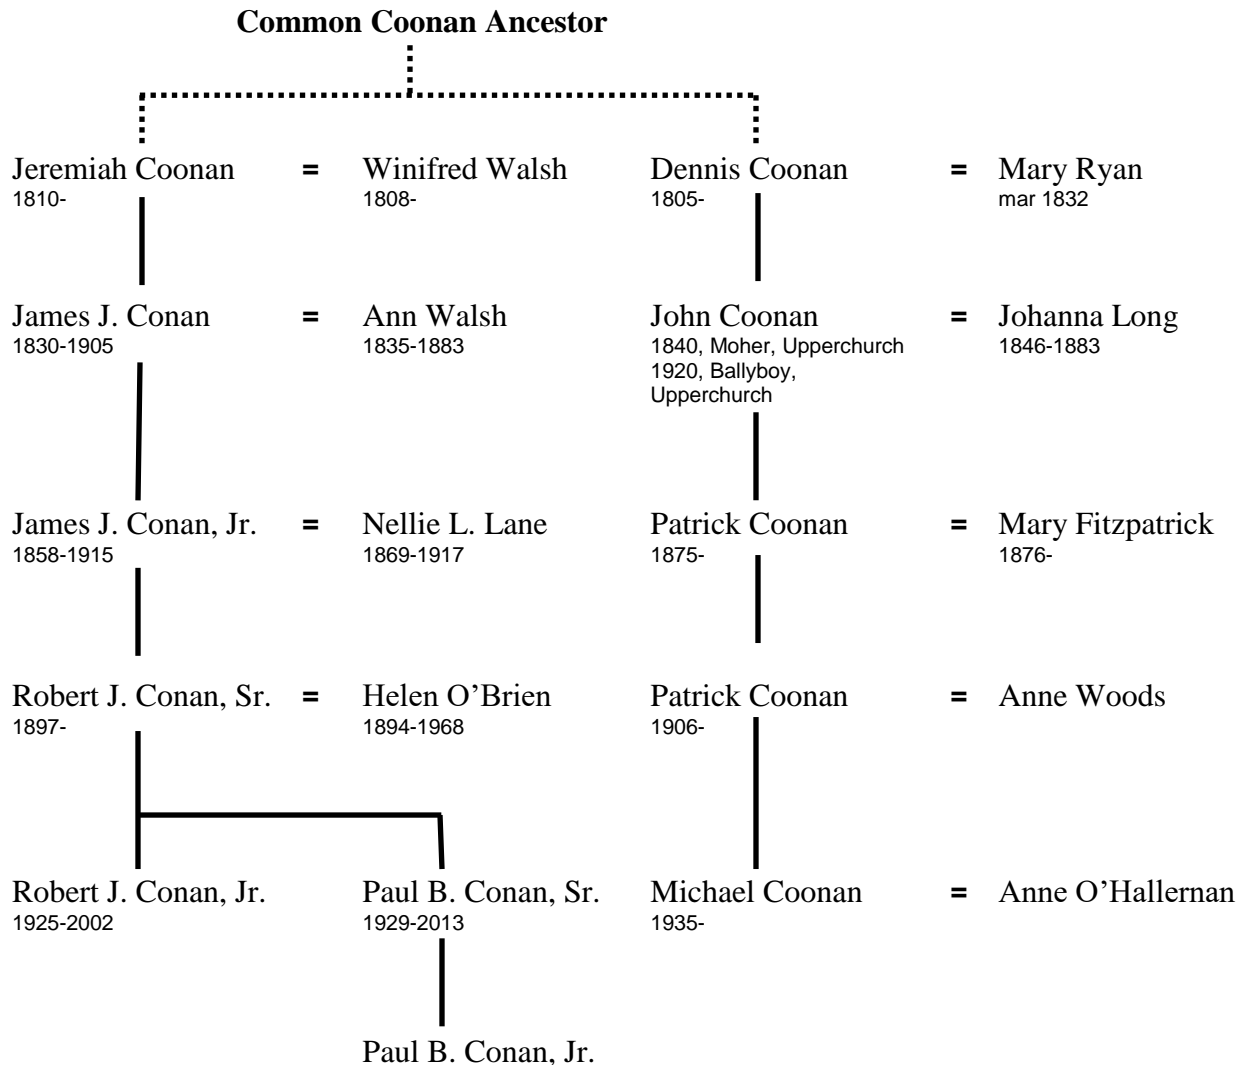 Common Coonan Ancestor
Jeremiah Coonan = Winifred Walsh Dennis Coonan = Mary Ryan
1810- 1808- 1805- mar 1832
James J. Conan = Ann Walsh John Coonan = Johanna Long
1830-1905 1835-1883 1840, Moher, Upperchurch 1846-1883
1920, Ballyboy,
Upperchurch
James J. Conan, Jr. = Nellie L. Lane Patrick Coonan = Mary Fitzpatrick
1858-1915 1869-1917 1875- 1876-
Robert J. Conan, Sr. = Helen O’Brien Patrick Coonan = Anne Woods
1897- 1894-1968 1906-
Robert J. Conan, Jr. Paul B. Conan, Sr. Michael Coonan = Anne O’Hallernan
1925-2002 1929-2013 1935-
Paul B. Conan, Jr.